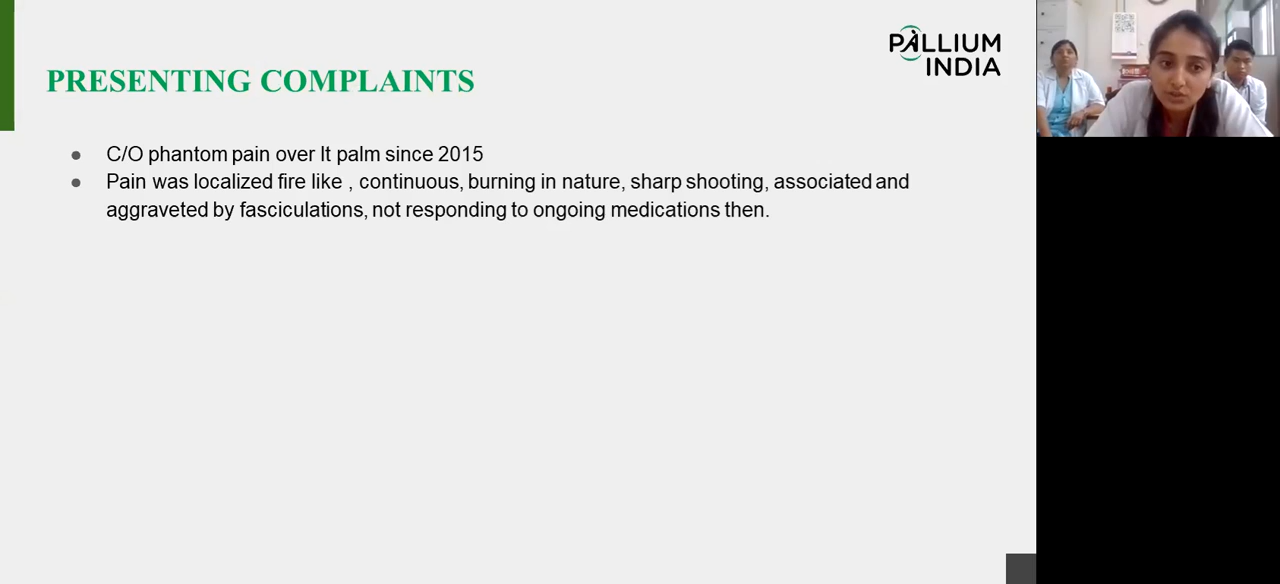 PALLIUM
INDIA
PRESENTING COMPLAINTS
C/O phantom pain over lt palm since 2015
Pain was localized fire like , continuous, burning in nature, sharp shooting, associated and
aggraveted by fasciculations, not responding to ongoing medications then.